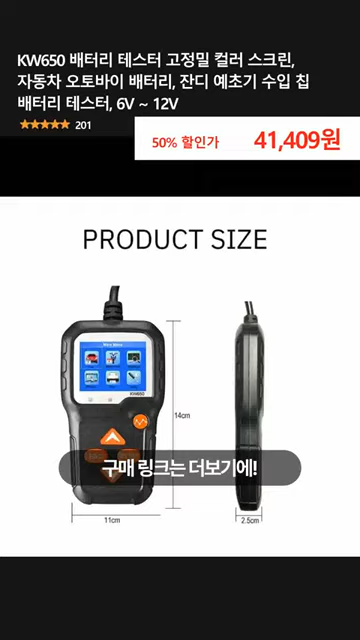 KW650 배터리 테스터 고정밀 컬러 스크린,
자동차 오토바이 배터리, 잔디 예초기 수입 칩
배터리 테스터, 6V ~ 12V
★★★★★ 201
50% 할인가 41,409원
PRODUCT SIZE
KW650
14cm
구매 링크는 더보기에!
11cm
2.5cm